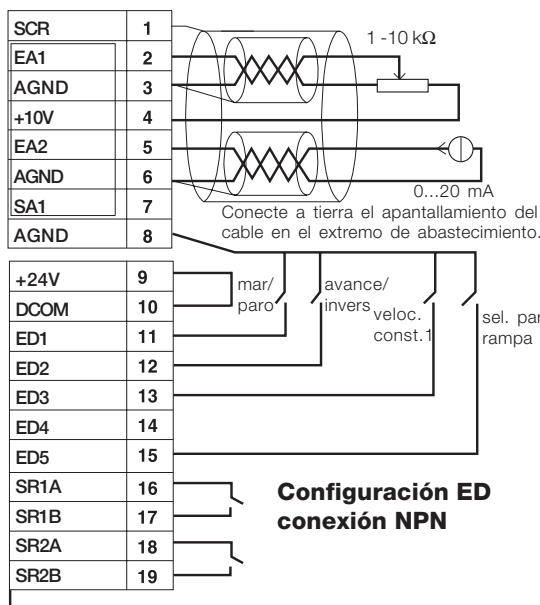 SCR 1
EA1 2
AGND 3
+10V 4
EA2 5
AGND 6
SA1 7
AGND 8
1-10 kΩ
0...20 mA
Conecte a tierra el apantallamiento del
cable en el extremo de abastecimiento.
+24V 9
DCOM 10
ED1 11
ED2 12
ED3 13
ED4 14
ED5 15
SR1A 16
SR1B 17
SR2A 18
SR2B 19
mar/
paro
avance/
invers
veloc.
const.1
sel. par
rampa
Configuración ED
conexión NPN